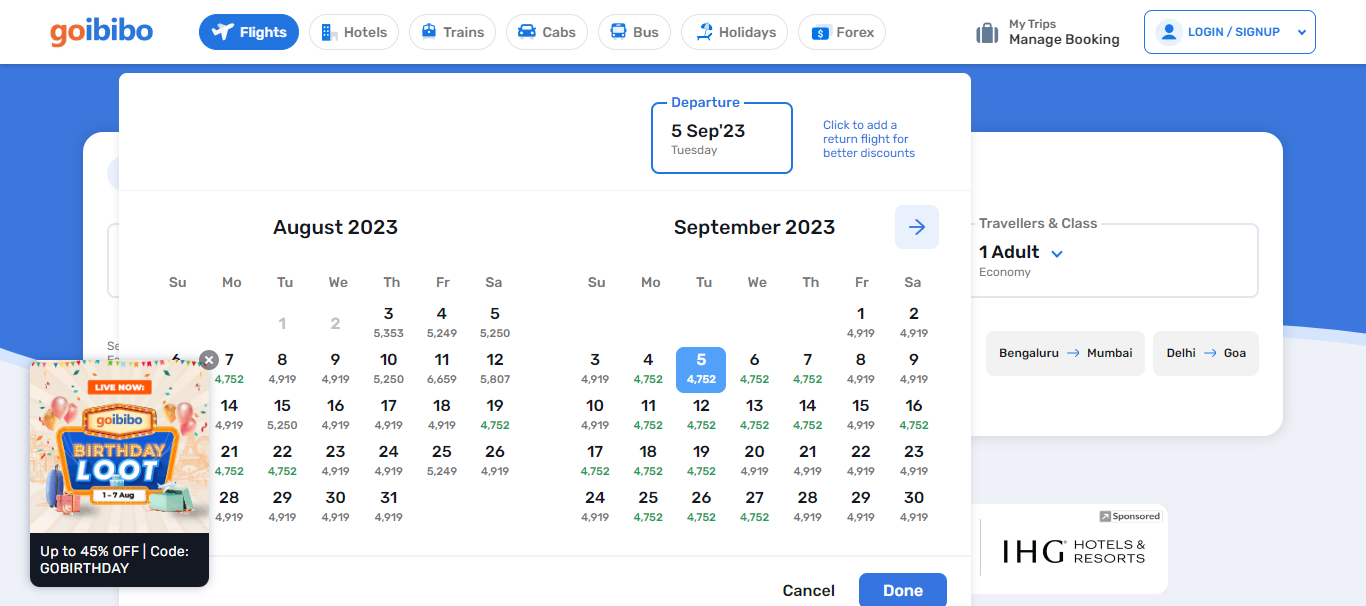 goibibo
Flights
Hotels
Trains
Cabs
Bus
Holidays
Forex
My Trips
Manage Booking
LOGIN / SIGNUP
Departure
5 Sep'23
Tuesday
Click to add a
return flight for
better discounts
August 2023
Su Mo Tu We Th Fr Sa
1 2 3 4 5
5,353 5,249 5,250
7 8 9 10 11 12
4,752 4,919 4,919 5,250 6,659 5,807
14 15 16 17 18 19
4,919 5,250 4,919 4,919 4,919 4,752
21 22 23 24 25 26
4,752 4,752 4,919 4,919 5,249 4,919
28 29 30 31
4,919 4,919 4,919 4,919
September 2023
Su Mo Tu We Th Fr Sa
1 2
4,919 4,919
3 4 5 6 7 8 9
4,919 4,752 4,752 4,752 4,752 4,919 4,919
10 11 12 13 14 15 16
4,919 4,752 4,752 4,752 4,752 4,919 4,752
17 18 19 20 21 22 23
4,752 4,752 4,752 4,919 4,919 4,919 4,919
24 25 26 27 28 29 30
4,919 4,752 4,752 4,752 4,919 4,919 4,919
Cancel
Done
Travellers & Class
1 Adult
Economy
Bengaluru → Mumbai
Delhi → Goa
LIVE NOW:
goibibo
BIRTHDAY
LOOT
1 - 7 Aug
Up to 45% OFF | Code:
GOBIRTHDAY
Sponsored
IHG HOTELS &
RESORTS